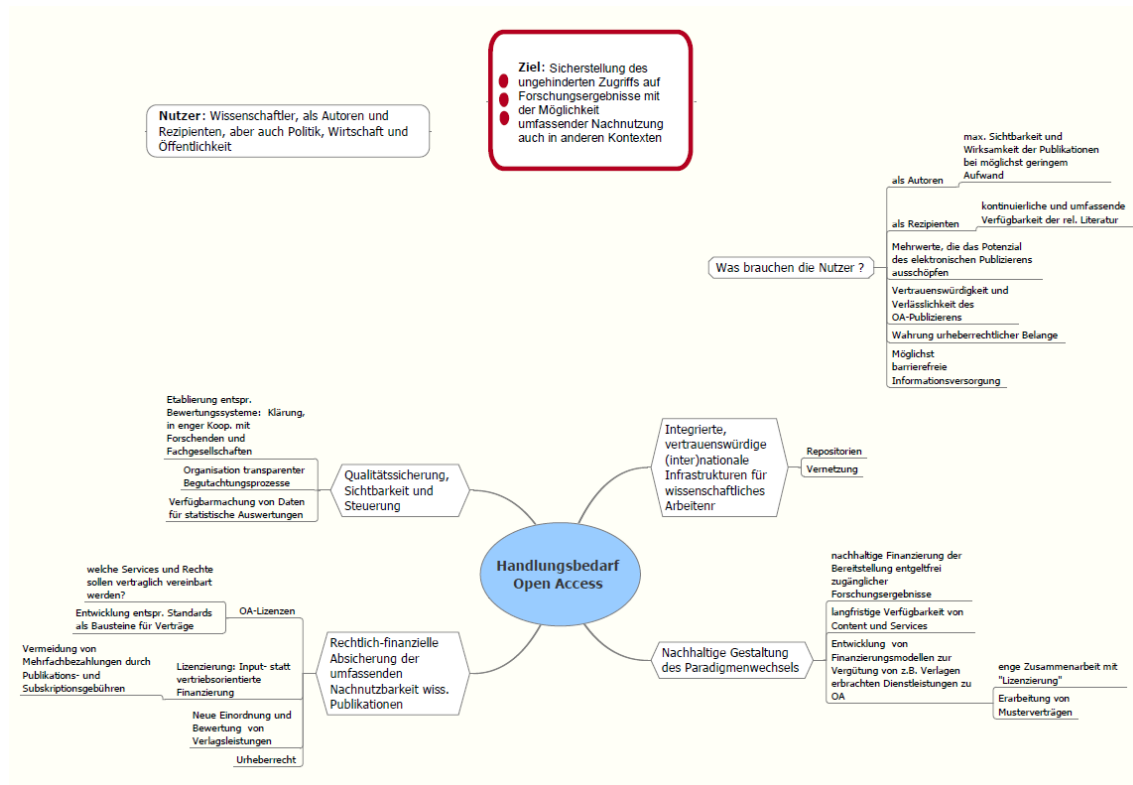 Ziel: Sicherstellung des
ungehinderten Zugriffs auf
Forschungsergebnisse mit
der Möglichkeit
umfassender Nachnutzung
auch in anderen Kontexten
Nutzer: Wissenschaftler, als Autoren und
Rezipienten, aber auch Politik, Wirtschaft und
Öffentlichkeit
Was brauchen die Nutzer ?
als Autoren
max. Sichtbarkeit und
Wirksamkeit der Publikationen
bei möglichst geringem
Aufwand
als Rezipienten
kontinuierliche und umfassende
Verfügbarkeit der rel. Literatur
Mehrwerte, die das Potenzial
des elektronischen Publizierens
ausschöpfen
Vertrauenswürdigkeit und
Verlässlichkeit des
OA-Publizierens
Wahrung urheberrechtlicher Belange
Möglichst
barrierefreie
Informationsversorgung
Handlungsbedarf
Open Access
Qualitätssicherung,
Sichtbarkeit und
Steuerung
Etablierung entspr.
Bewertungssysteme: Klärung,
in enger Koop. mit
Forschenden und
Fachgesellschaften
Organisation transparenter
Begutachtungsprozesse
Verfügbarmachung von Daten
für statistische Auswertungen
Integrierte,
vertrauenswürdige
(inter)nationale
Infrastrukturen für
wissenschaftliches
Arbeitenr
Repositorien
Vernetzung
Rechtlich-finanzielle
Absicherung der
umfassenden
Nachnutzbarkeit wiss.
Publikationen
OA-Lizenzen
welche Services und Rechte
sollen vertraglich vereinbart
werden?
Entwicklung entspr. Standards
als Bausteine für Verträge
Lizenzierung: Input- statt
vertriebsorientierte
Finanzierung
Vermeidung von
Mehrfachbezahlungen durch
Publikations- und
Subskriptionsgebühren
Neue Einordnung und
Bewertung von
Verlagsleistungen
Urheberrecht
Nachhaltige Gestaltung
des Paradigmenwechsels
nachhaltige Finanzierung der
Bereitstellung entgeltfrei
zugänglicher
Forschungsergebnisse
langfristige Verfügbarkeit von
Content und Services
Entwicklung von
Finanzierungsmodellen zur
Vergütung von z.B. Verlagen
erbrachten Dienstleistungen zu
OA
enge Zusammenarbeit mit
"Lizenzierung"
Erarbeitung von
Musterverträgen